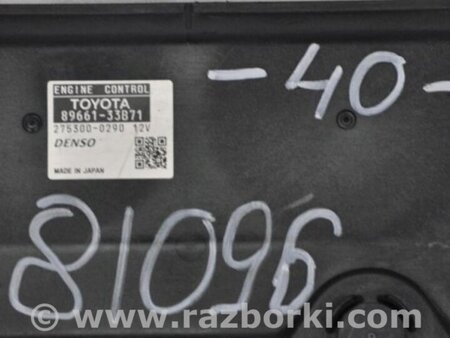 - 40 -
ENGINE CONTROL
TOYOTA
89661-33B71
275300-0290 12V
DENSO
MADE IN JAPAN
81096
www.razborki.com